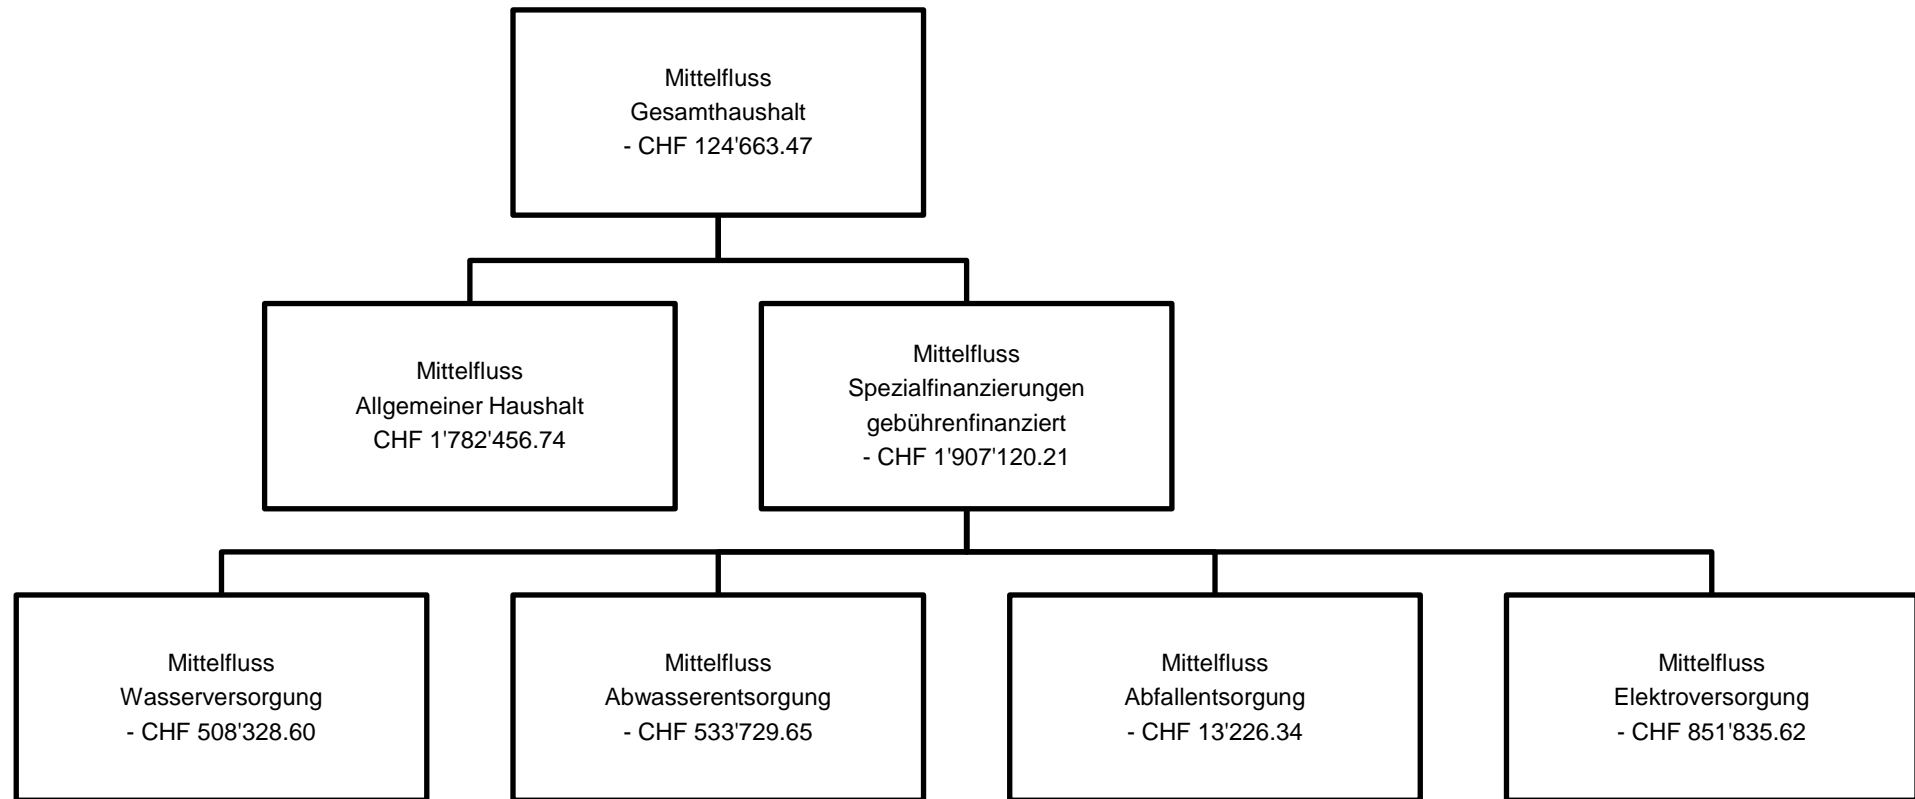 Mittelfluss
Gesamthaushalt
- CHF 124'663.47
Mittelfluss
Allgemeiner Haushalt
CHF 1'782'456.74
Mittelfluss
Spezialfinanzierungen
gebührenfinanziert
- CHF 1'907'120.21
Mittelfluss
Wasserversorgung
- CHF 508'328.60
Mittelfluss
Abwasserentsorgung
- CHF 533'729.65
Mittelfluss
Abfallentsorgung
- CHF 13'226.34
Mittelfluss
Elektroversorgung
- CHF 851'835.62